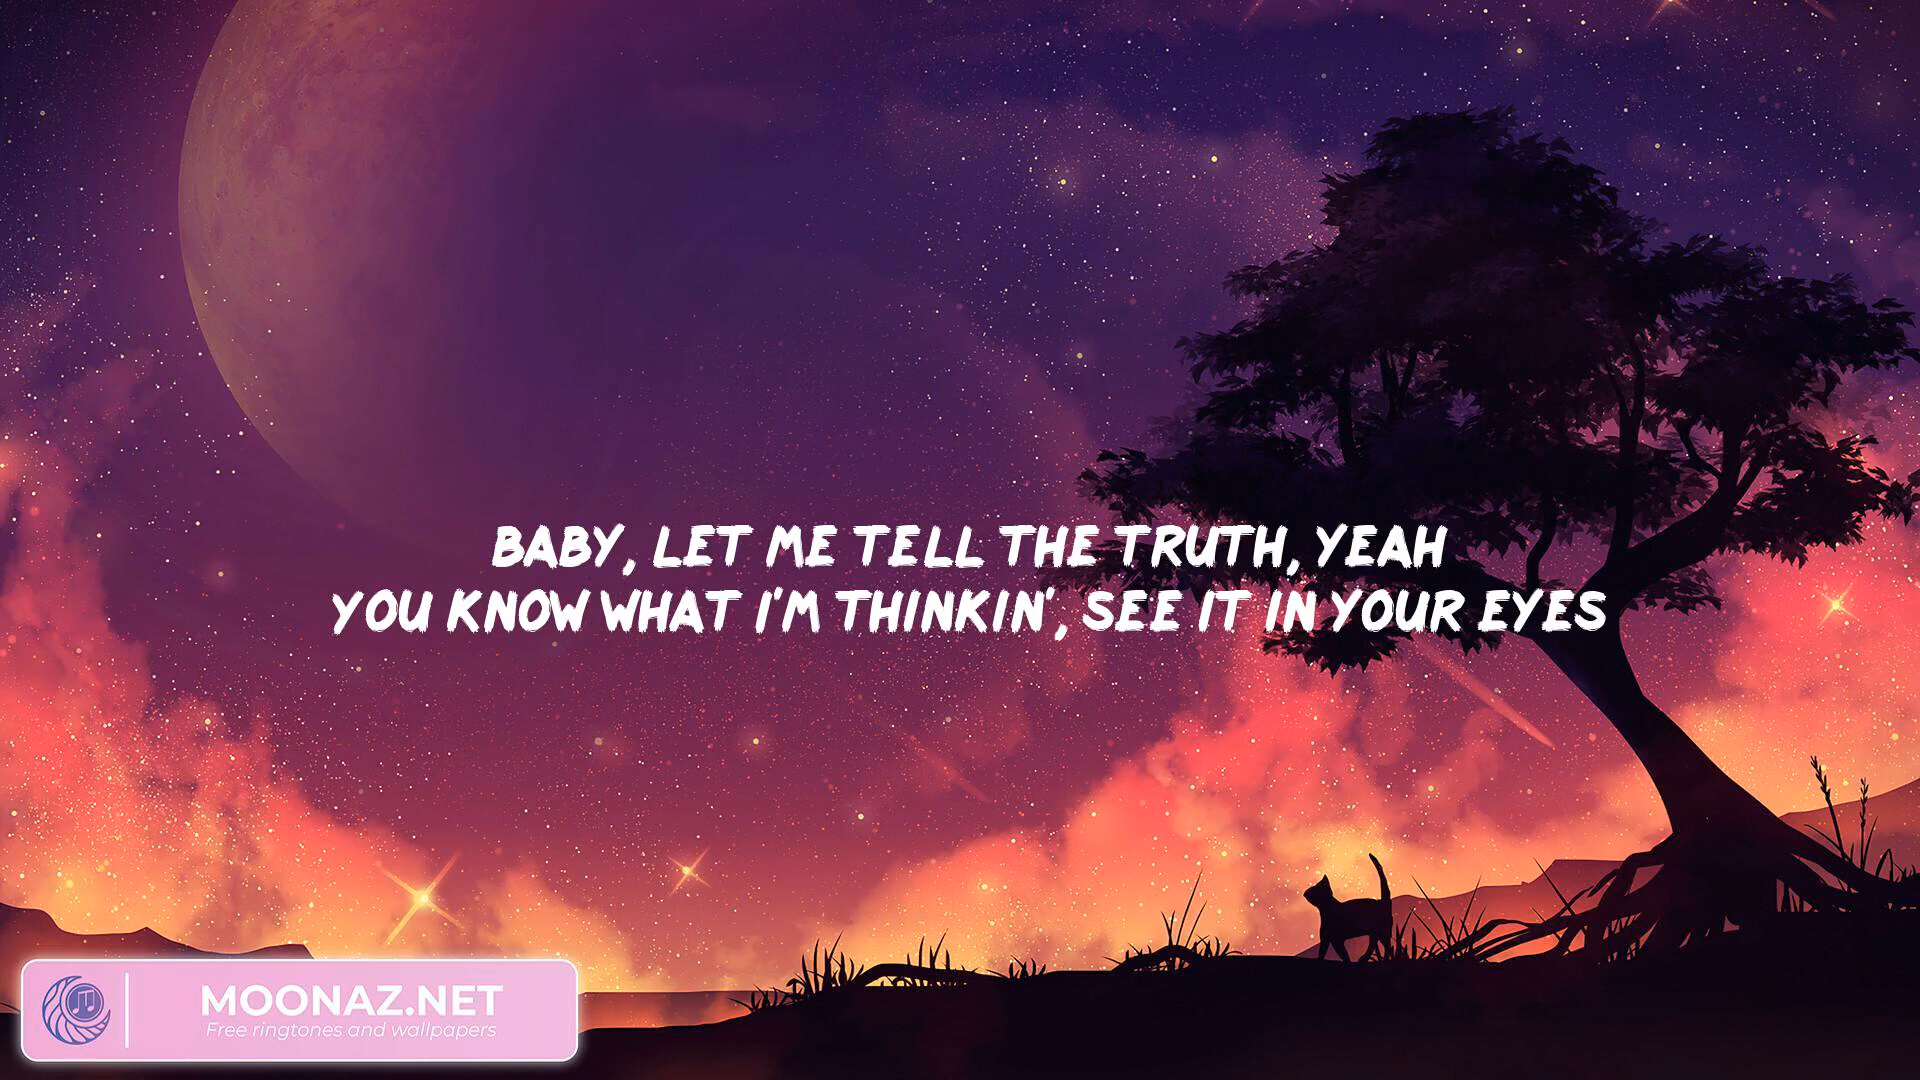 BABY, LET ME TELL THE TRUTH, YEAH
YOU KNOW WHAT I'M THINKIN', SEE IT IN YOUR EYES
MOONAZ.NET
Free ringtones and wallpapers